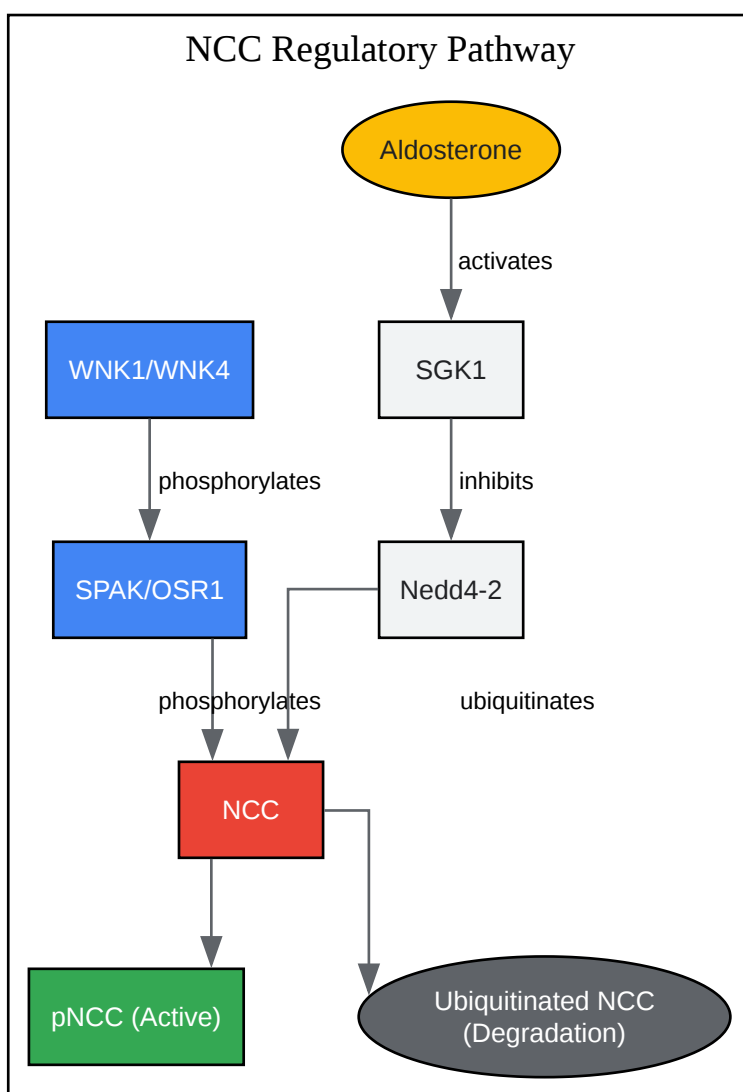 NCC Regulatory Pathway
Aldosterone
activates
WNK1/WNK4
SGK1
phosphorylates
inhibits
SPAK/OSR1
Nedd4-2
phosphorylates
ubiquitinates
NCC
pNCC (Active)
Ubiquitinated NCC
(Degradation)